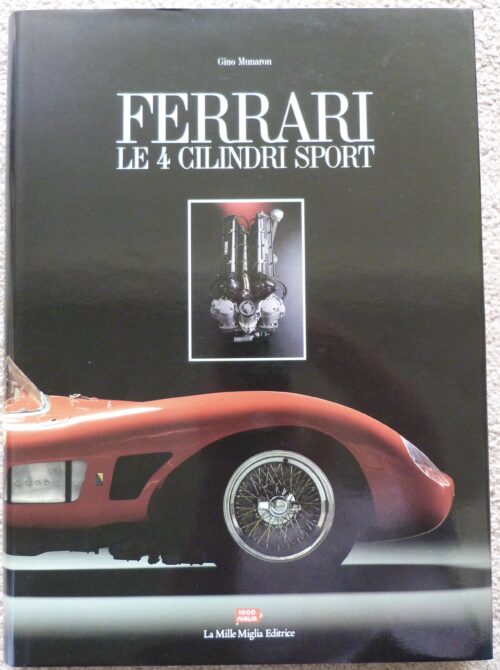 Gino Munaron
FERRARI
LE 4 CILINDRI SPORT
1000
MIGLIA
La Mille Miglia Editrice